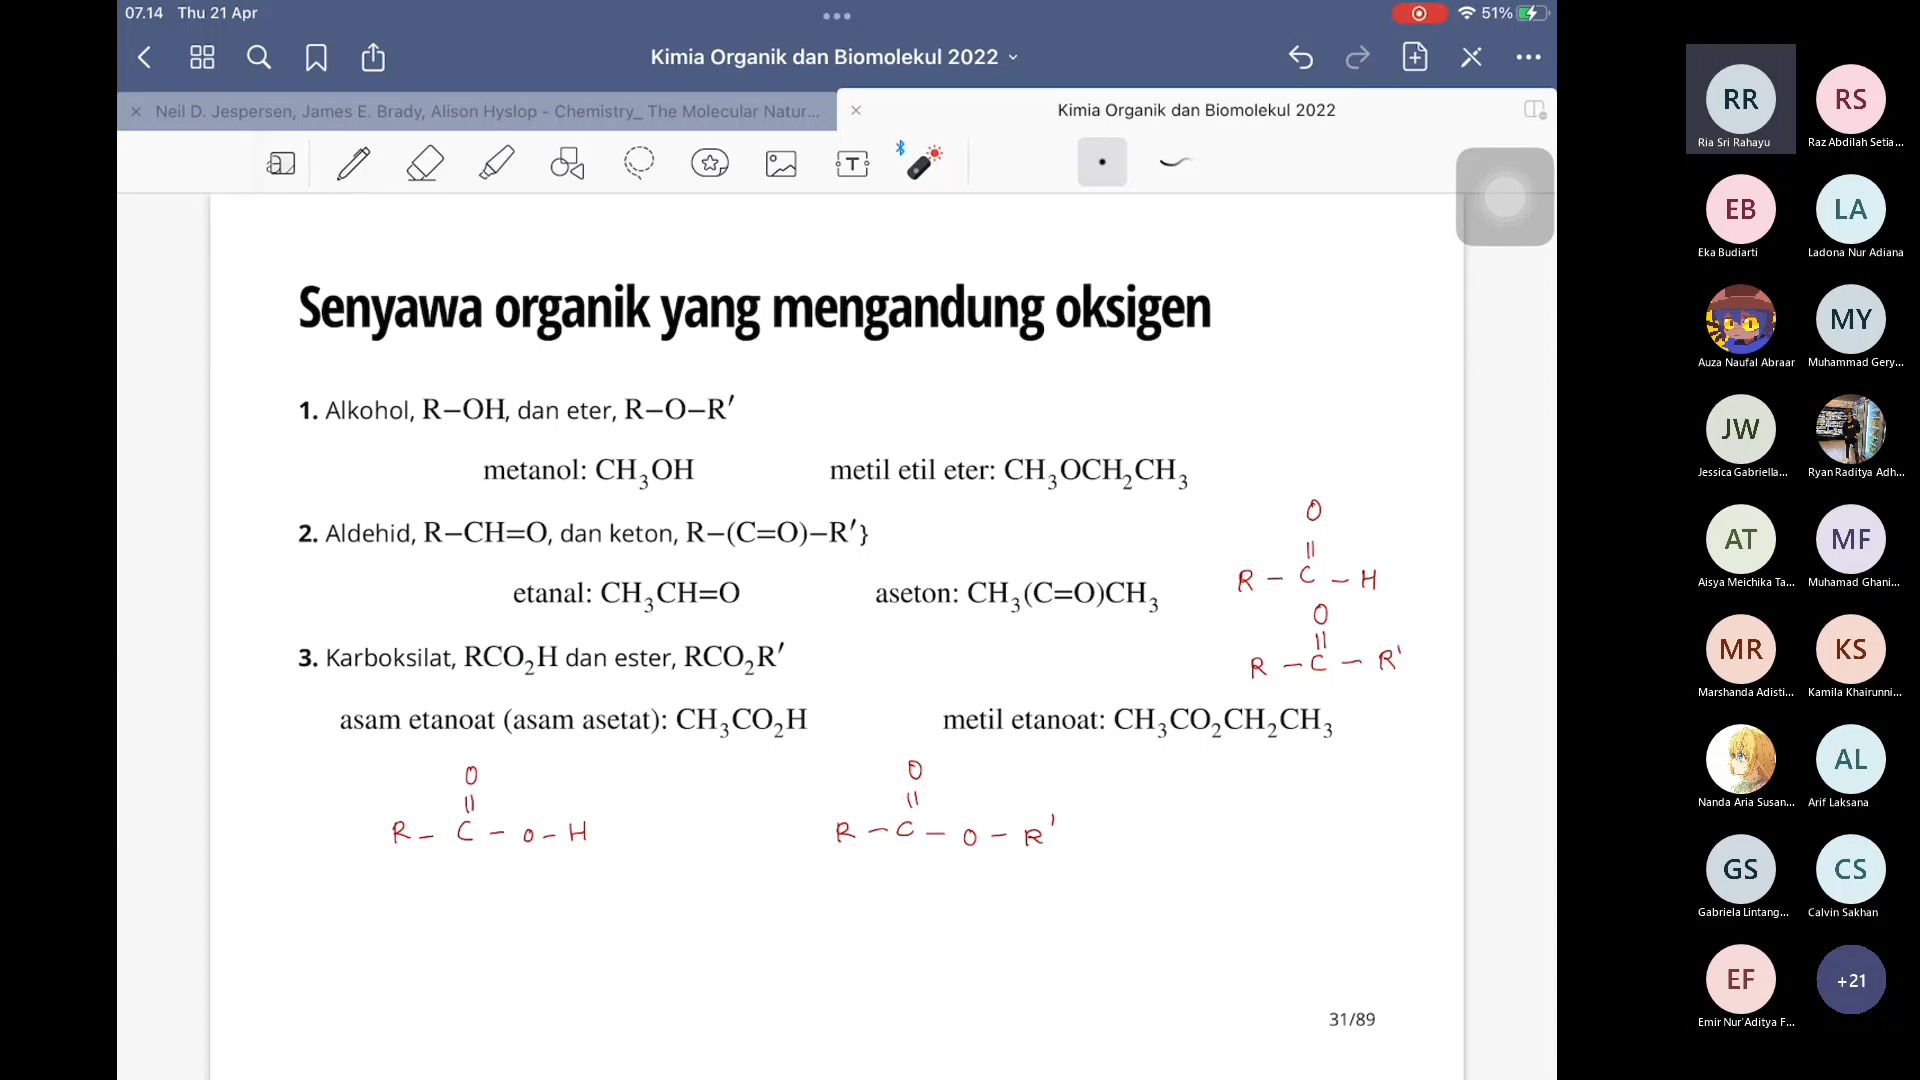 07.14 Thu 21 Apr
51%
Kimia Organik dan Biomolekul 2022
Neil D. Jespersen, James E. Brady, Alison Hyslop - Chemistry_ The Molecular Natur...
Kimia Organik dan Biomolekul 2022
T
Senyawa organik yang mengandung oksigen
1. Alkohol, R−OH, dan eter, R−O−R′
metanol: CH₃OH metil etil eter: CH₃OCH₂CH₃
2. Aldehid, R−CH=O, dan keton, R−(C=O)−R′}
etanal: CH₃CH=O aseton: CH₃(C=O)CH₃
O
||
R − C − H
O
||
R − C − R'
3. Karboksilat, RCO₂H dan ester, RCO₂R′
asam etanoat (asam asetat): CH₃CO₂H metil etanoat: CH₃CO₂CH₂CH₃
O O
|| ||
R − C − O − H R − C − O − R'
31/89
RR RS
Ria Sri Rahayu Raz Abdilah Setia...
EB LA
Eka Budiarti Ladona Nur Adiana
MY
Auza Naufal Abraar Muhammad Gery...
JW
Jessica Gabriella... Ryan Raditya Adh...
AT MF
Aisya Meichika Ta... Muhamad Ghani...
MR KS
Marshanda Adisti... Kamila Khairunni...
AL
Nanda Aria Susan... Arif Laksana
GS CS
Gabriela Lintang... Calvin Sakhan
EF +21
Emir Nur'Aditya F...